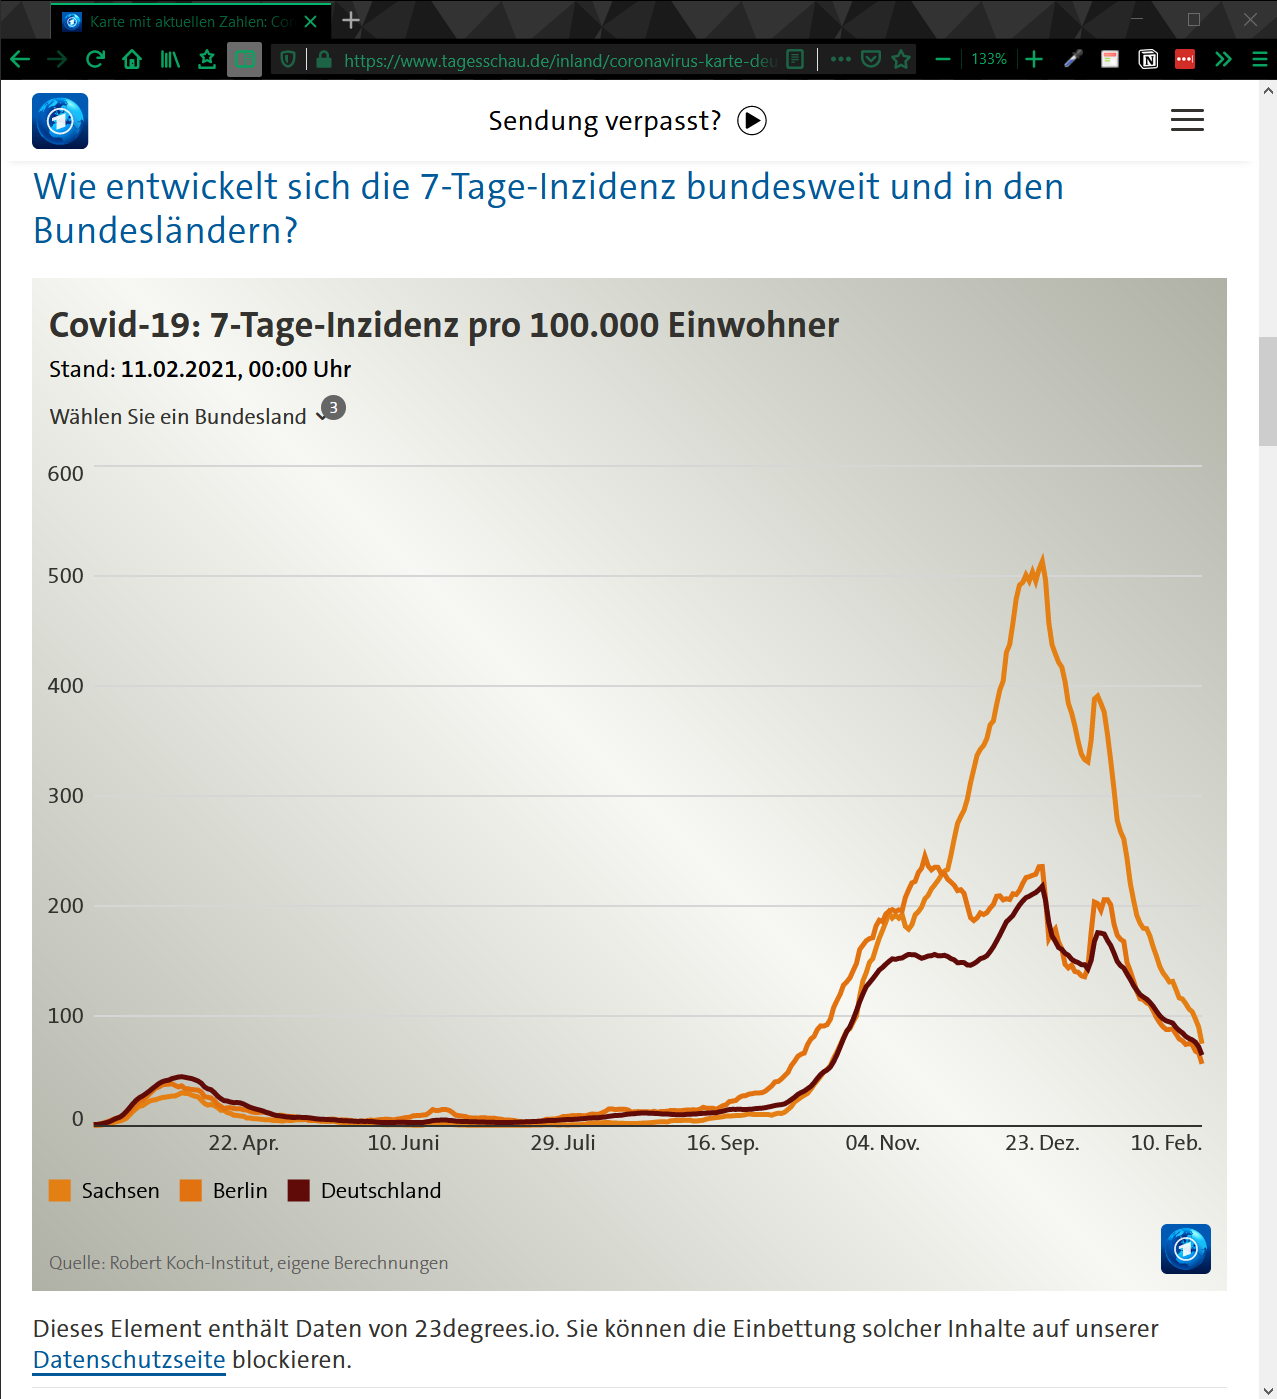 Karte mit aktuellen Zahlen: Co
https://www.tagesschau.de/inland/coronavirus-karte-deu
133%
Sendung verpasst?
Wie entwickelt sich die 7-Tage-Inzidenz bundesweit und in den
Bundesländern?
Covid-19: 7-Tage-Inzidenz pro 100.000 Einwohner
Stand: 11.02.2021, 00:00 Uhr
Wählen Sie ein Bundesland 3
600
500
400
300
200
100
0
22. Apr. 10. Juni 29. Juli 16. Sep. 04. Nov. 23. Dez. 10. Feb.
Sachsen Berlin Deutschland
Quelle: Robert Koch-Institut, eigene Berechnungen
Dieses Element enthält Daten von 23degrees.io. Sie können die Einbettung solcher Inhalte auf unserer
Datenschutzseite blockieren.